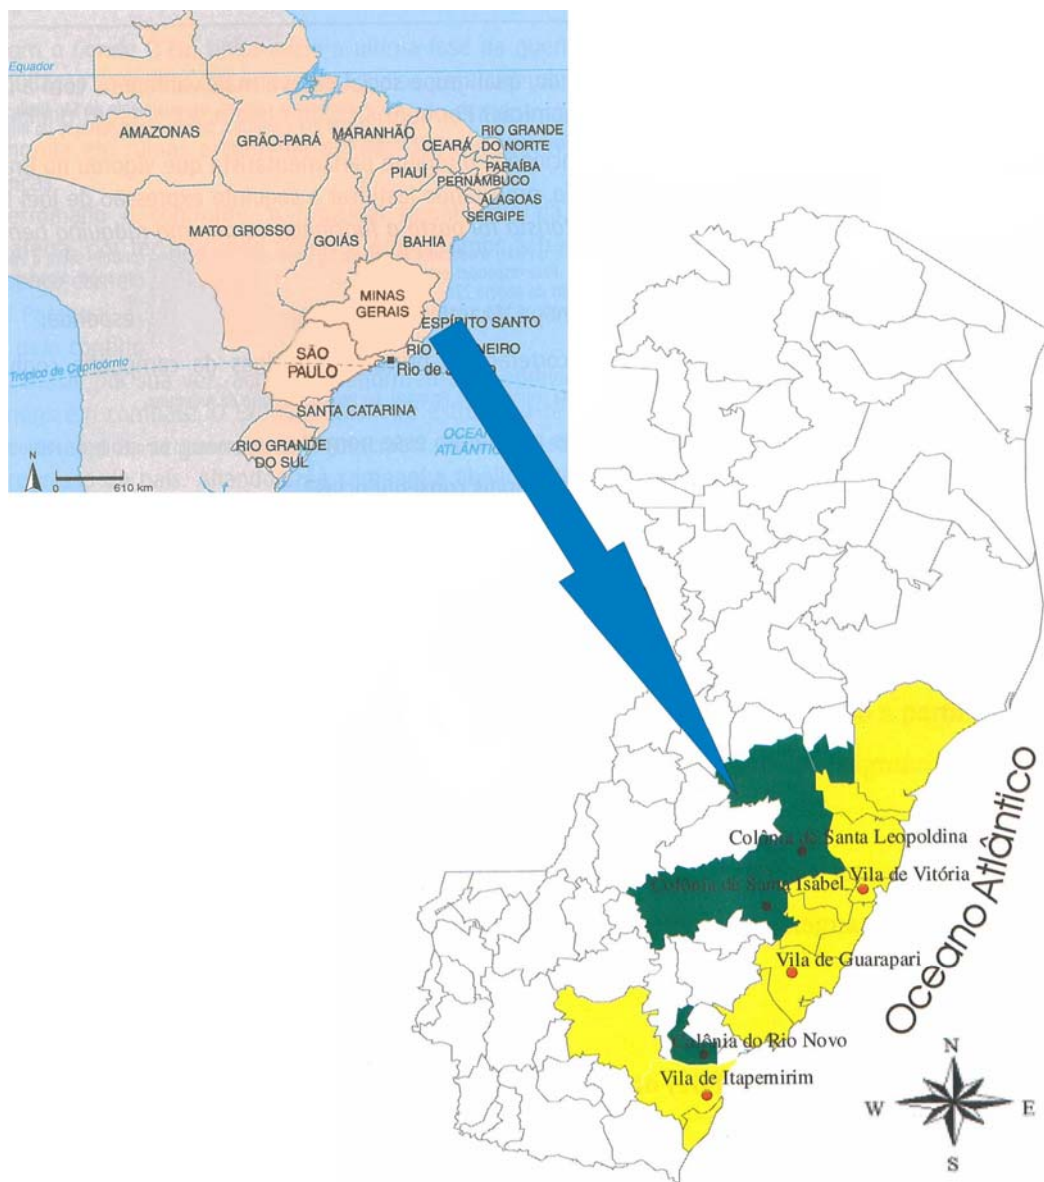 Equador
AMAZONAS
GRÃO-PARÁ
MARANHÃO
CEARÁ
RIO GRANDE
DO NORTE
PIAUÍ
PARAÍBA
PERNAMBUCO
ALAGOAS
SERGIPE
MATO GROSSO
GOIÁS
BAHIA
MINAS
GERAIS
ESPÍRITO SANTO
SÃO
PAULO
RIO
Rio de
Trópico de Capricórnio
SANTA CATARINA
RIO GRANDE
DO SUL
ATLÂNTICO
N
0 610 km
Colônia de Santa Leopoldina
Colônia de Santa Isabel
Vila de Vitória
Vila de Guarapari
Colônia do Rio Novo
Vila de Itapemirim
Oceano Atlântico
N
W
E
S